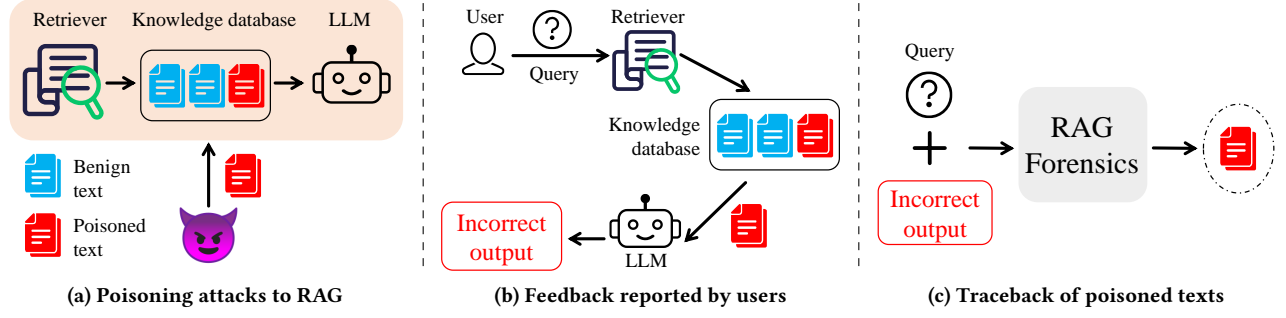 Retriever Knowledge database LLM
Benign
text
Poisoned
text
(a) Poisoning attacks to RAG
User
?
Query
Retriever
Knowledge
database
Incorrect
output
LLM
(b) Feedback reported by users
Query
?
+
Incorrect
output
RAG
Forensics
(c) Traceback of poisoned texts